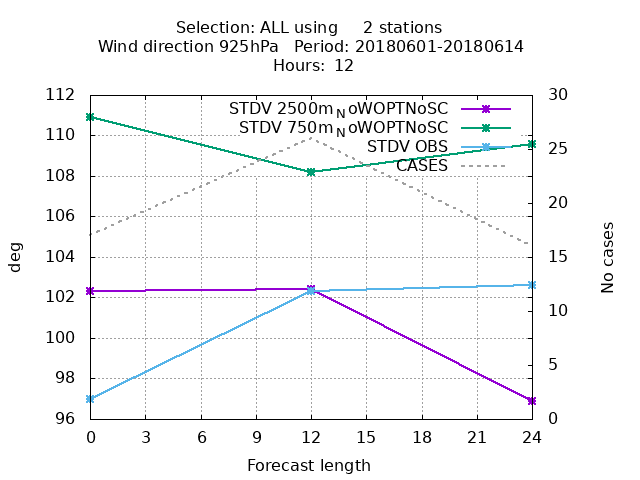 Selection: ALL using     2 stations
Wind direction 925hPa   Period: 20180601-20180614
Hours:  12
STDV 2500m_NoWOPTNoSC
STDV 750m_NoWOPTNoSC
STDV OBS
CASES
112
110
108
106
104
102
100
98
96
deg
30
25
20
15
10
5
0
No cases
0 3 6 9 12 15 18 21 24
Forecast length